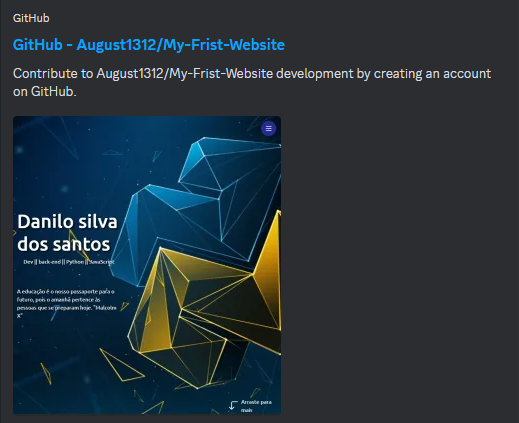 GitHub
GitHub - August1312/My-Frist-Website
Contribute to August1312/My-Frist-Website development by creating an account
on GitHub.
Danilo silva
dos santos
Dev || back-end || Python || JavaScript
A educação é o nosso passaporte para o
futuro, pois o amanhã pertence às
pessoas que se preparam hoje. "Malcolm
X"
Arraste para
mais